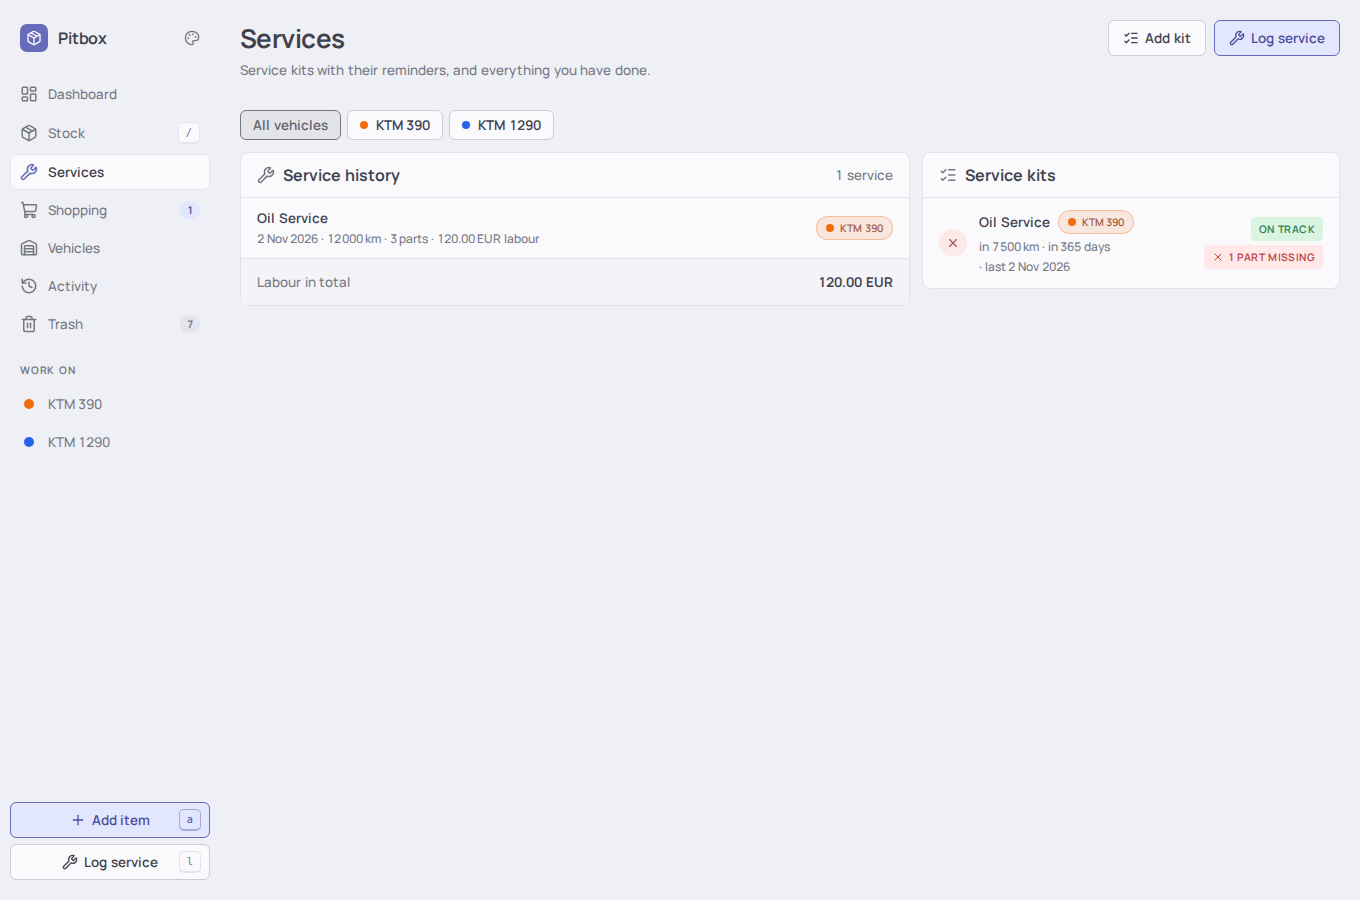 Pitbox
Dashboard
Stock /
Services
Shopping 1
Vehicles
Activity
Trash 7
WORK ON
KTM 390
KTM 1290
Add item a
Log service l
Services
Service kits with their reminders, and everything you have done.
Add kit
Log service
All vehicles
KTM 390
KTM 1290
Service history
1 service
Oil Service
2 Nov 2026 · 12 000 km · 3 parts · 120.00 EUR labour
KTM 390
Labour in total
120.00 EUR
Service kits
Oil Service
KTM 390
in 7 500 km · in 365 days
· last 2 Nov 2026
ON TRACK
1 PART MISSING